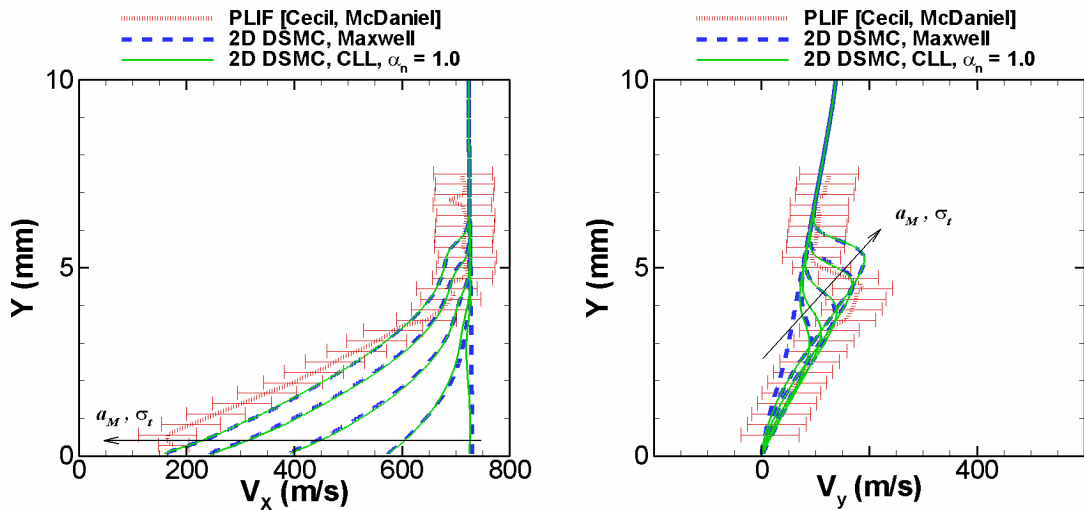 PLIF [Cecil, McDaniel]
2D DSMC, Maxwell
2D DSMC, CLL, αn = 1.0
10
5
0
Y (mm)
aM, σt
0 200 400 600 800
Vx (m/s)
PLIF [Cecil, McDaniel]
2D DSMC, Maxwell
2D DSMC, CLL, αn = 1.0
10
5
0
Y (mm)
aM, σt
-200 0 200 400
Vy (m/s)